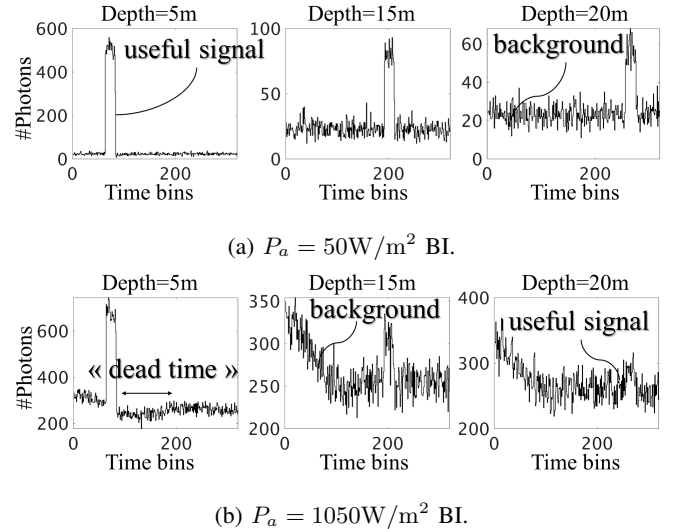 Depth=5m 15m Depth=20m
600
400
200
0
#Photons
useful signal
0 200
Time bins
100
50
0
0 200
Time bins
60
40
20
0
background
0 200
Time bins
(a) Pₐ = 50W/m² BI.
Depth=5m Depth=15m Depth=20m
600
400
200
#Photons
« dead time »
0 200
Time bins
350
300
250
200
background
0 200
Time bins
400
300
200
useful signal
0 200
Time bins
(b) Pₐ = 1050W/m² BI.